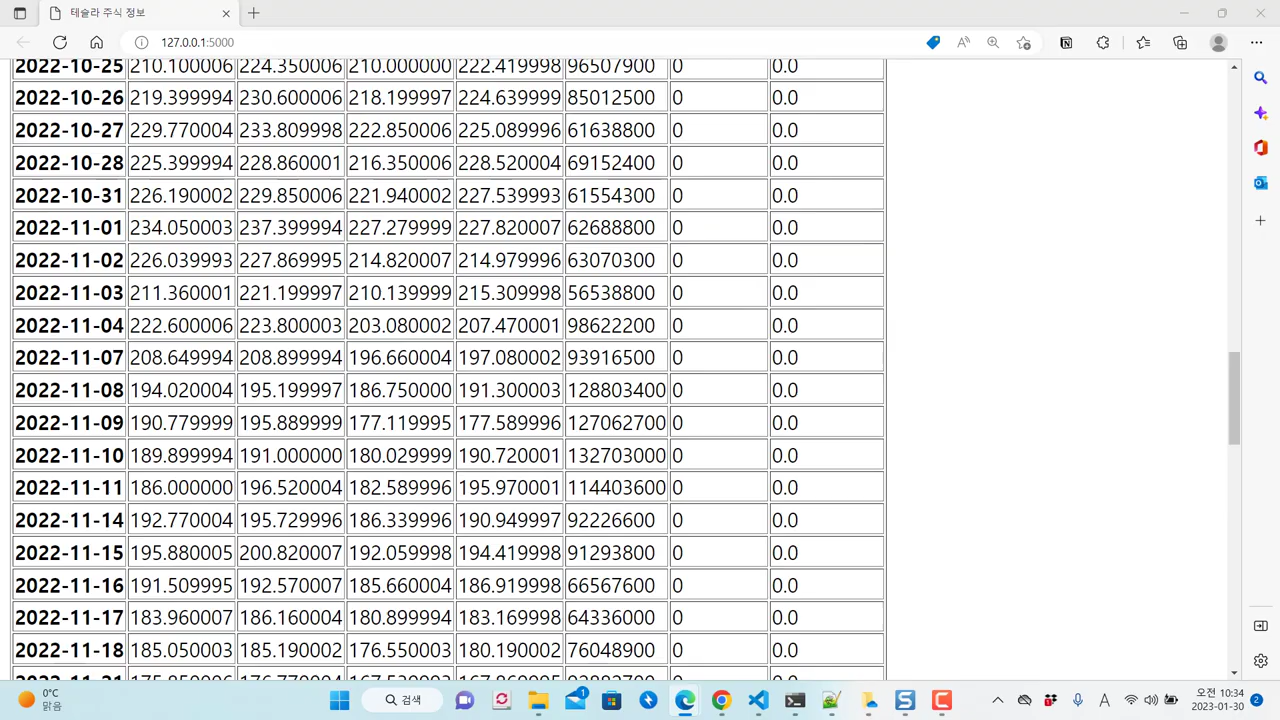 테슬라 주식 정보
127.0.0.1:5000
2022-10-25 210.100006 224.350006 210.000000 222.419998 96507900 0 0.0
2022-10-26 219.399994 230.600006 218.199997 224.639999 85012500 0 0.0
2022-10-27 229.770004 233.809998 222.850006 225.089996 61638800 0 0.0
2022-10-28 225.399994 228.860001 216.350006 228.520004 69152400 0 0.0
2022-10-31 226.190002 229.850006 221.940002 227.539993 61554300 0 0.0
2022-11-01 234.050003 237.399994 227.279999 227.820007 62688800 0 0.0
2022-11-02 226.039993 227.869995 214.820007 214.979996 63070300 0 0.0
2022-11-03 211.360001 221.199997 210.139999 215.309998 56538800 0 0.0
2022-11-04 222.600006 223.800003 203.080002 207.470001 98622200 0 0.0
2022-11-07 208.649994 208.899994 196.660004 197.080002 93916500 0 0.0
2022-11-08 194.020004 195.199997 186.750000 191.300003 128803400 0 0.0
2022-11-09 190.779999 195.889999 177.119995 177.589996 127062700 0 0.0
2022-11-10 189.899994 191.000000 180.029999 190.720001 132703000 0 0.0
2022-11-11 186.000000 196.520004 182.589996 195.970001 114403600 0 0.0
2022-11-14 192.770004 195.729996 186.339996 190.949997 92226600 0 0.0
2022-11-15 195.880005 200.820007 192.059998 194.419998 91293800 0 0.0
2022-11-16 191.509995 192.570007 185.660004 186.919998 66567600 0 0.0
2022-11-17 183.960007 186.160004 180.899994 183.169998 64336000 0 0.0
2022-11-18 185.050003 185.190002 176.550003 180.190002 76048900 0 0.0
0°C
맑음
검색
1
A
오전 10:34
2023-01-30
2